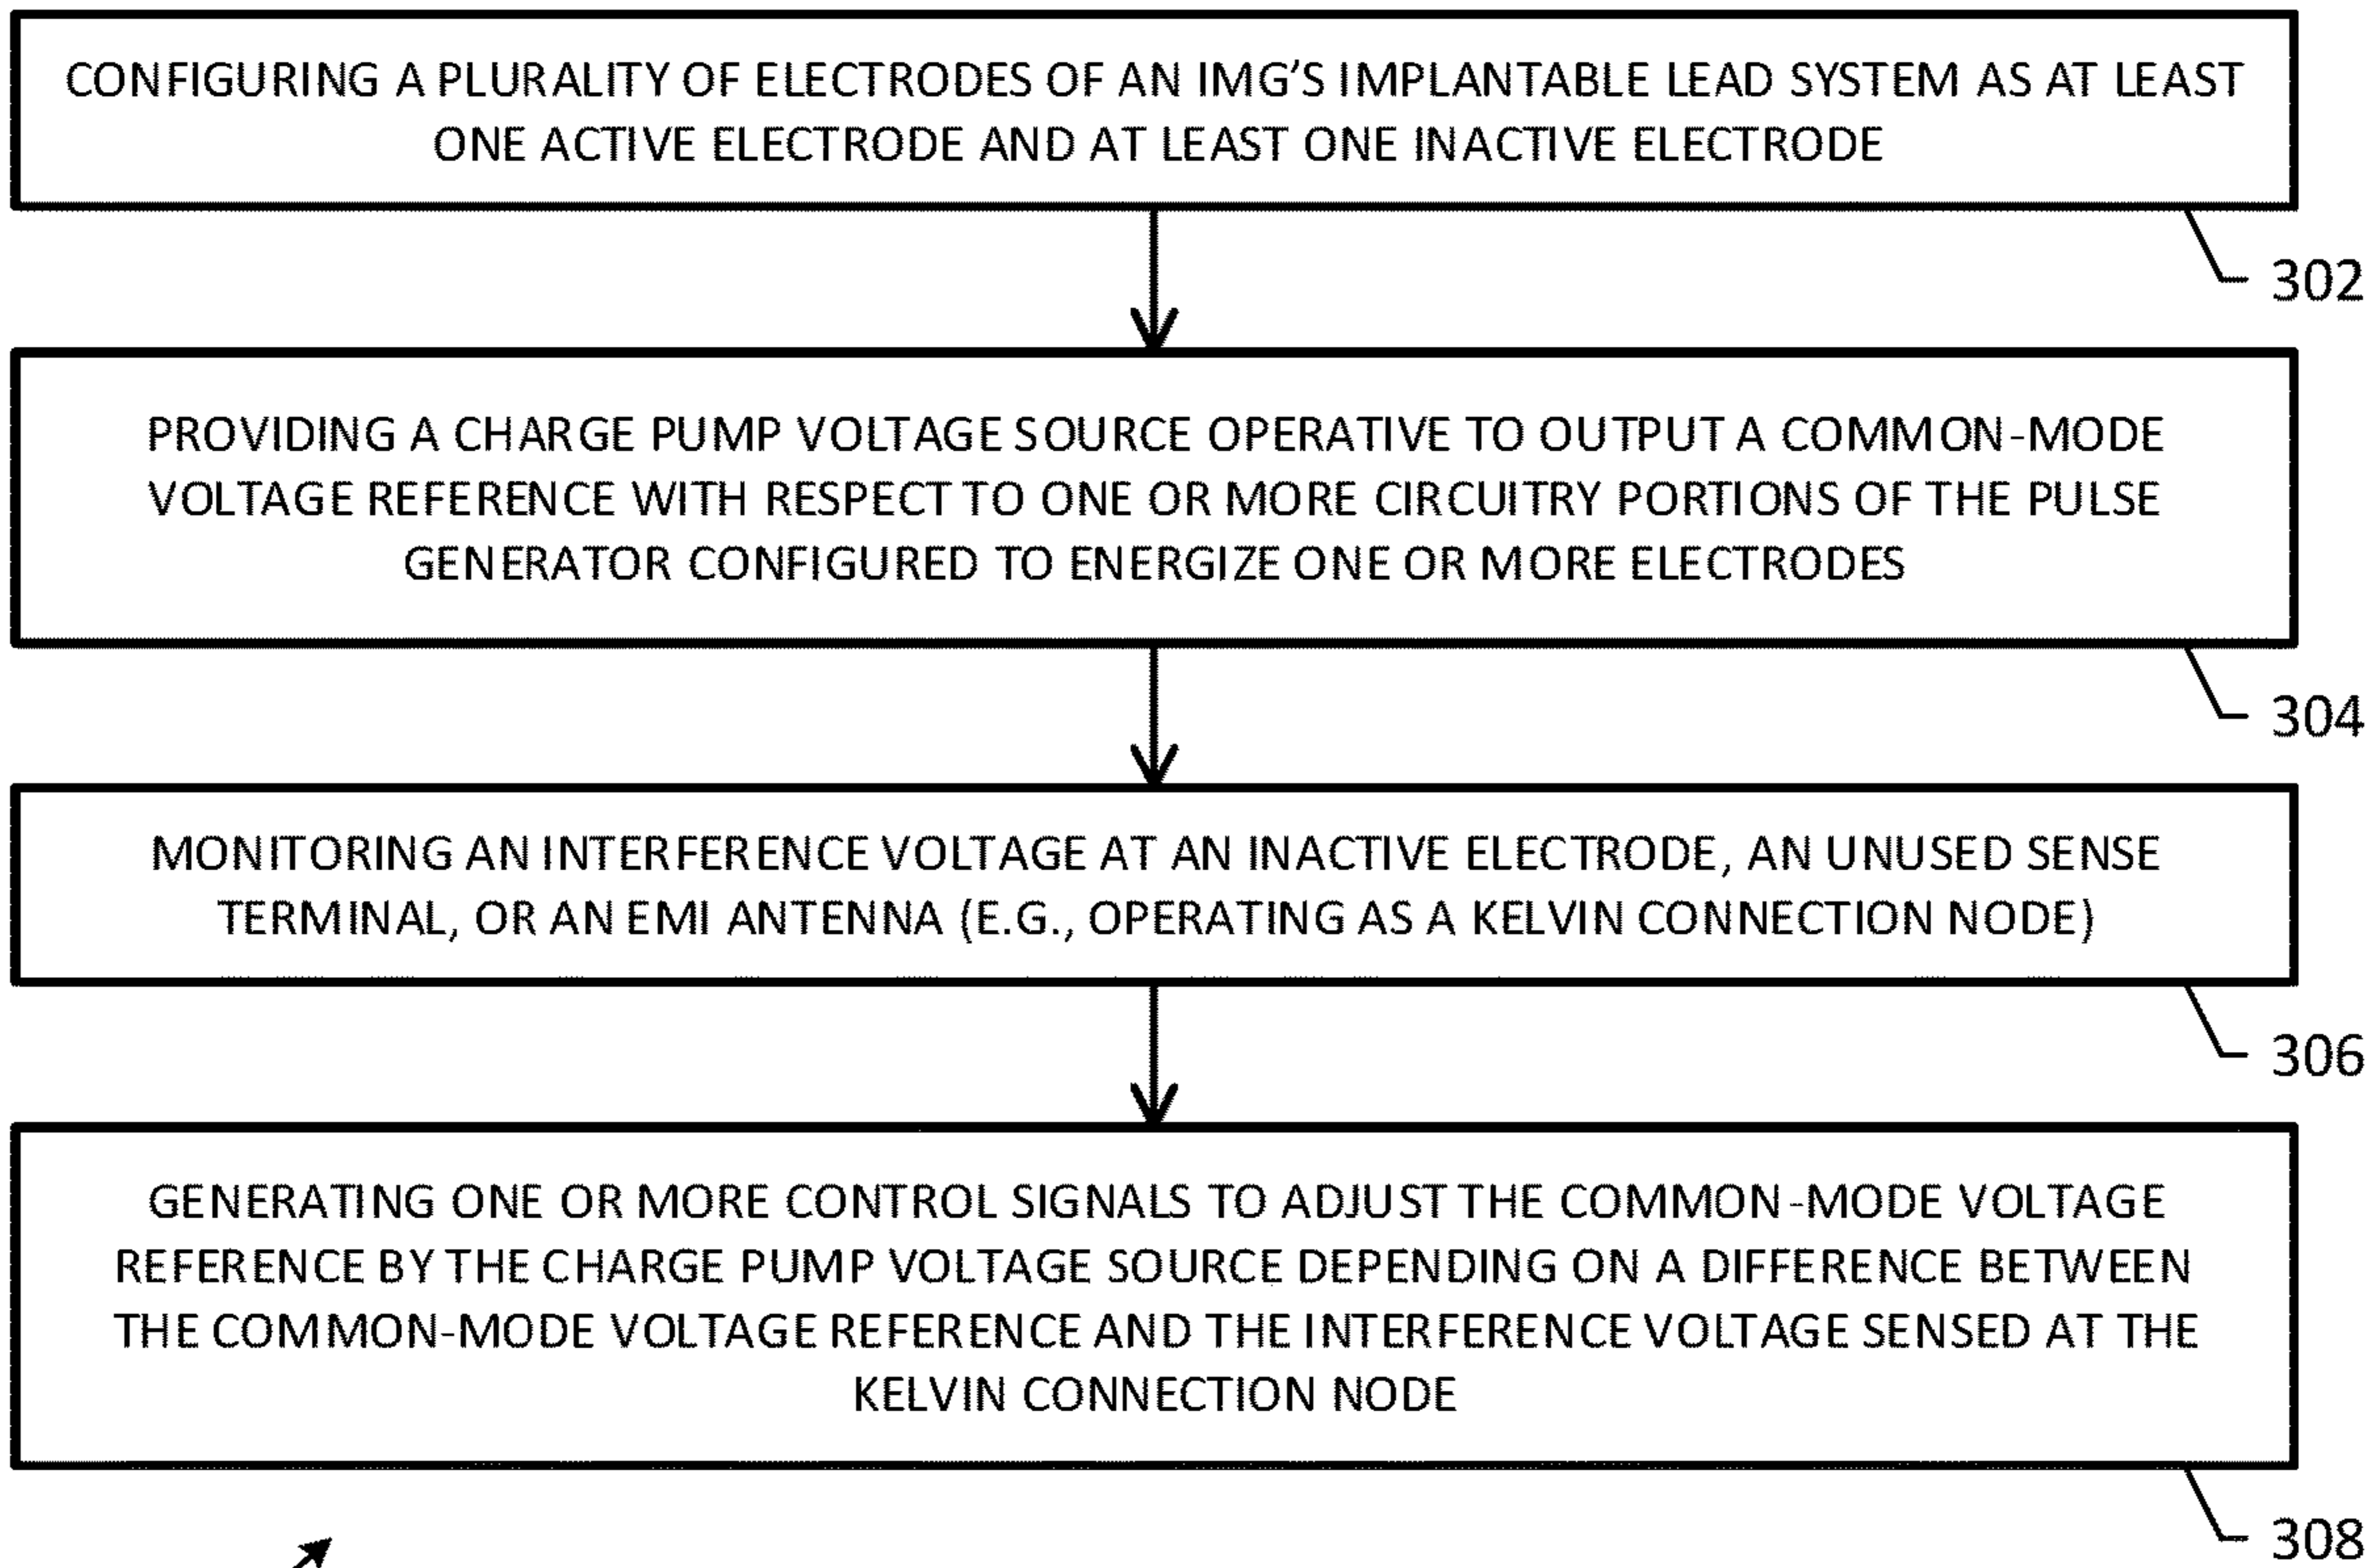 CONFIGURING A PLURALITY OF ELECTRODES OF AN IMG'S IMPLANTABLE LEAD SYSTEM AS AT LEAST
ONE ACTIVE ELECTRODE AND AT LEAST ONE INACTIVE ELECTRODE
302
PROVIDING A CHARGE PUMP VOLTAGE SOURCE OPERATIVE TO OUTPUT A COMMON-MODE
VOLTAGE REFERENCE WITH RESPECT TO ONE OR MORE CIRCUITRY PORTIONS OF THE PULSE
GENERATOR CONFIGURED TO ENERGIZE ONE OR MORE ELECTRODES
304
MONITORING AN INTERFERENCE VOLTAGE AT AN INACTIVE ELECTRODE, AN UNUSED SENSE
TERMINAL, OR AN EMI ANTENNA (E.G., OPERATING AS A KELVIN CONNECTION NODE)
306
GENERATING ONE OR MORE CONTROL SIGNALS TO ADJUST THE COMMON-MODE VOLTAGE
REFERENCE BY THE CHARGE PUMP VOLTAGE SOURCE DEPENDING ON A DIFFERENCE BETWEEN
THE COMMON-MODE VOLTAGE REFERENCE AND THE INTERFERENCE VOLTAGE SENSED AT THE
KELVIN CONNECTION NODE
308